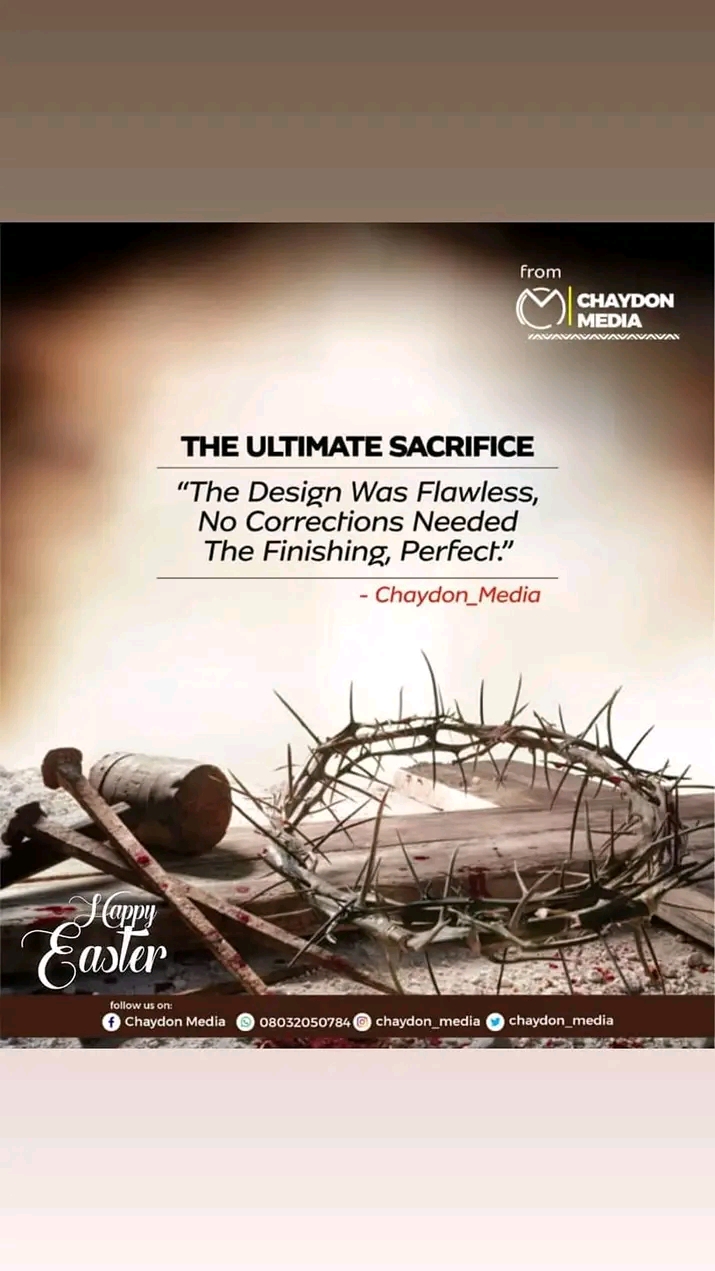 from
CHAYDON
MEDIA
THE ULTIMATE SACRIFICE
“The Design Was Flawless,
No Corrections Needed
The Finishing, Perfect.”
- Chaydon_Media
Happy
Easter
follow us on:
Chaydon Media 08032050784 chaydon_media chaydon_media